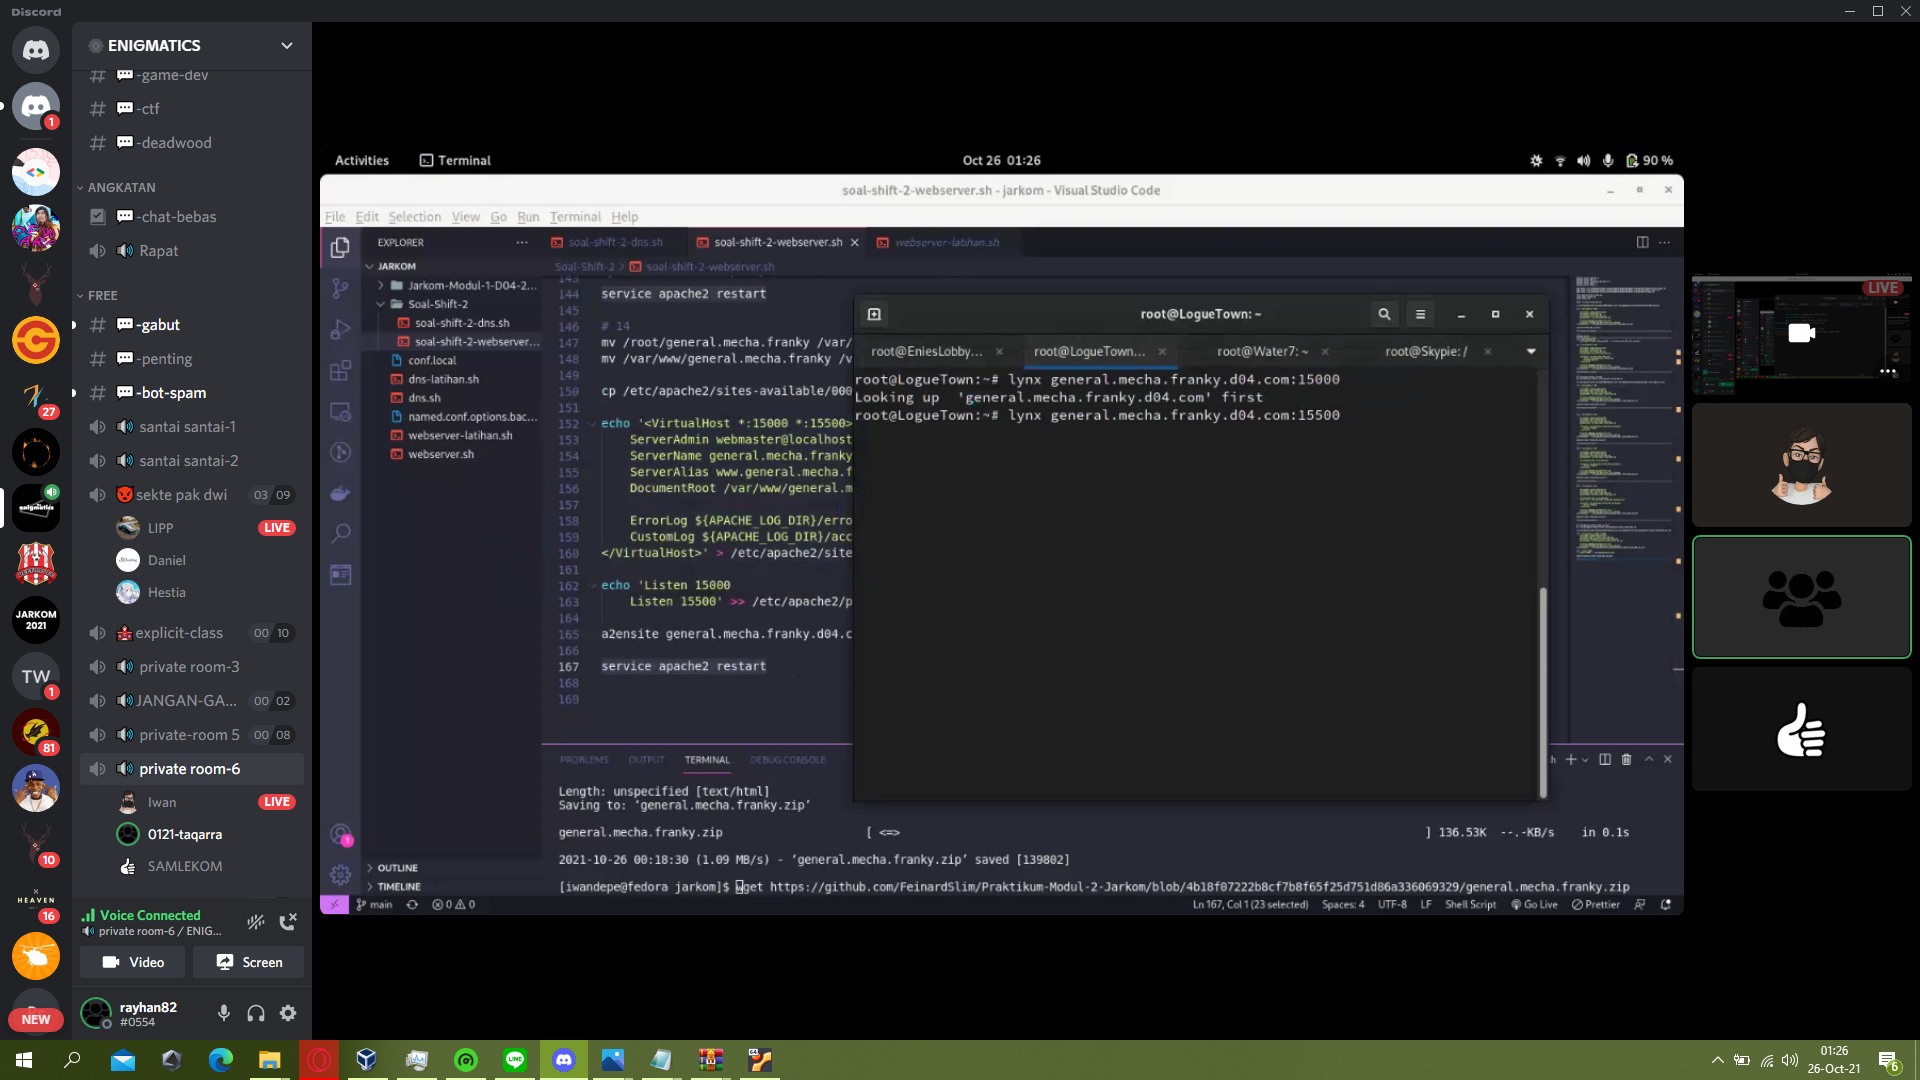 Discord
ENIGMATICS
-game-dev
-ctf
-deadwood
ANGKATAN
-chat-bebas
Rapat
FREE
-gabut
-penting
-bot-spam
santai santai-1
santai santai-2
sekte pak dwi 03 09
LIPP LIVE
Daniel
Hestia
explicit-class 00 10
private room-3
JANGAN-GA... 00 02
private-room 5 00 08
private room-6
Iwan LIVE
0121-taqarra
SAMLEKOM
Voice Connected
private room-6 / ENIG...
Video
Screen
rayhan82
#0554
1
27
enigmatics
JARKOM
2021
TW
1
81
10
HEAVEN
16
NEW
Activities
Terminal
Oct 26 01:26
90 %
soal-shift-2-webserver.sh - jarkom - Visual Studio Code
File Edit Selection View Go Run Terminal Help
EXPLORER
soal-shift-2-dns.sh
soal-shift-2-webserver.sh
webserver-latihan.sh
JARKOM
Jarkom-Modul-1-D04-2...
Soal-Shift-2
soal-shift-2-dns.sh
soal-shift-2-webserver...
conf.local
dns-latihan.sh
dns.sh
named.conf.options.bac...
webserver-latihan.sh
webserver.sh
OUTLINE
TIMELINE
Soal-Shift-2 > soal-shift-2-webserver.sh
143
144 service apache2 restart
145
146 # 14
147 mv /root/general.mecha.franky /var/
148 mv /var/www/general.mecha.franky /v
149
150 cp /etc/apache2/sites-available/000
151
152 echo '<VirtualHost *:15000 *:15500>
153 ServerAdmin webmaster@localhost
154 ServerName general.mecha.franky
155 ServerAlias www.general.mecha.f
156 DocumentRoot /var/www/general.m
157
158 ErrorLog ${APACHE_LOG_DIR}/erro
159 CustomLog ${APACHE_LOG_DIR}/acc
160 </VirtualHost>' > /etc/apache2/site
161
162 echo 'Listen 15000
163 Listen 15500' >> /etc/apache2/p
164
165 a2ensite general.mecha.franky.d04.c
166
167 service apache2 restart
168
169
root@LogueTown: ~
root@EniesLobby...
root@LogueTown...
root@Water7: ~
root@Skypie: /
root@LogueTown:~# lynx general.mecha.franky.d04.com:15000
Looking up 'general.mecha.franky.d04.com' first
root@LogueTown:~# lynx general.mecha.franky.d04.com:15500
PROBLEMS OUTPUT TERMINAL DEBUG CONSOLE
Length: unspecified [text/html]
Saving to: ‘general.mecha.franky.zip’
general.mecha.franky.zip [ <=> ] 136.53K --.-KB/s in 0.1s
2021-10-26 00:18:30 (1.09 MB/s) - ‘general.mecha.franky.zip’ saved [139802]
[iwandepe@fedora jarkom]$ wget https://github.com/FeinardSlim/Praktikum-Modul-2-Jarkom/blob/4b18f07222b8cf7b8f65f25d751d86a336069329/general.mecha.franky.zip
main 0 0 Ln 167, Col 1 (23 selected) Spaces: 4 UTF-8 LF Shell Script Go Live Prettier
LIVE
01:26
26-Oct-21
6